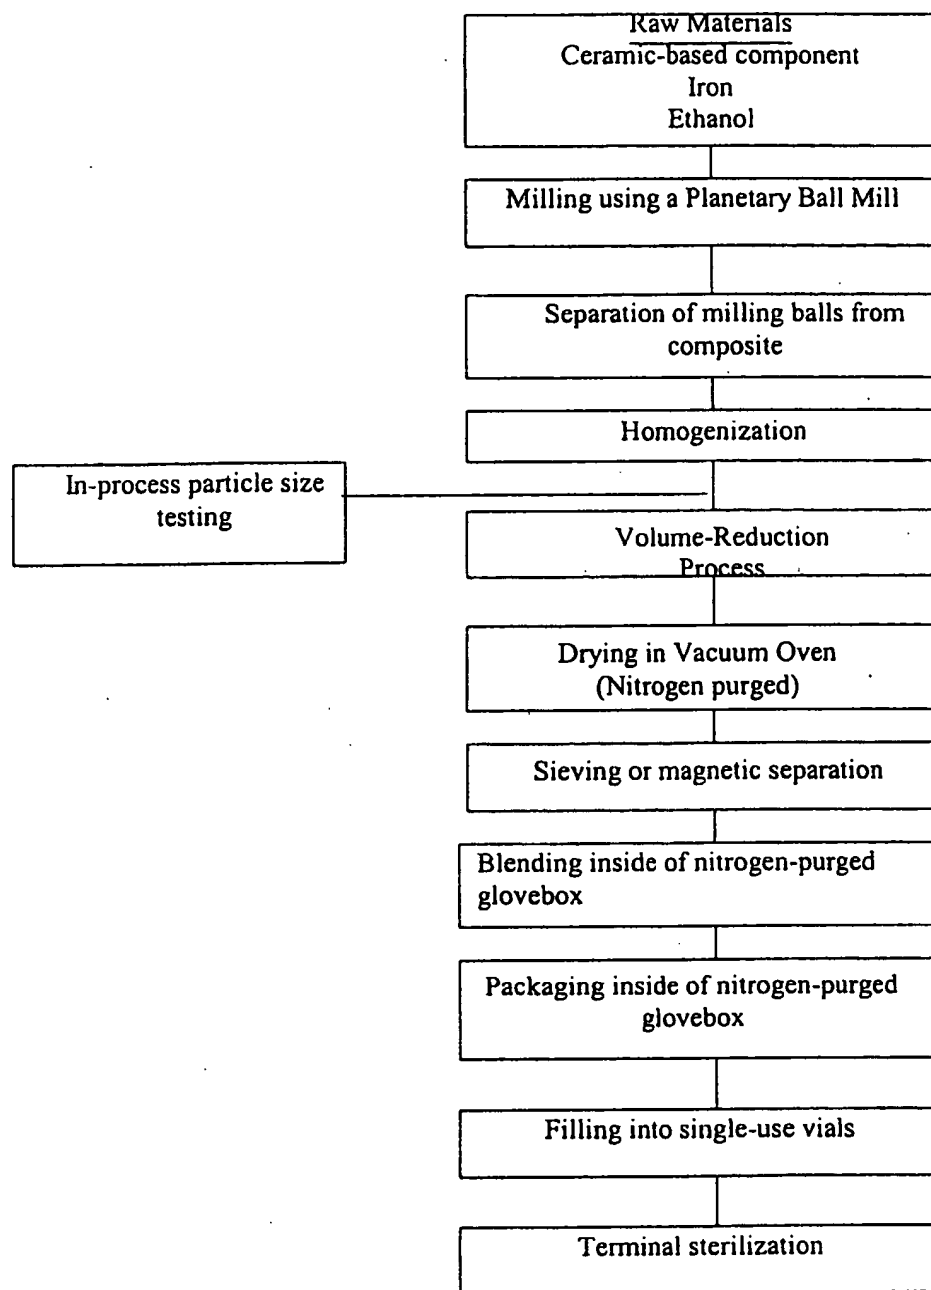 Raw Materials
Ceramic-based component
Iron
Ethanol
Milling using a Planetary Ball Mill
Separation of milling balls from
composite
Homogenization
In-process particle size
testing
Volume-Reduction
Process
Drying in Vacuum Oven
(Nitrogen purged)
Sieving or magnetic separation
Blending inside of nitrogen-purged
glovebox
Packaging inside of nitrogen-purged
glovebox
Filling into single-use vials
Terminal sterilization